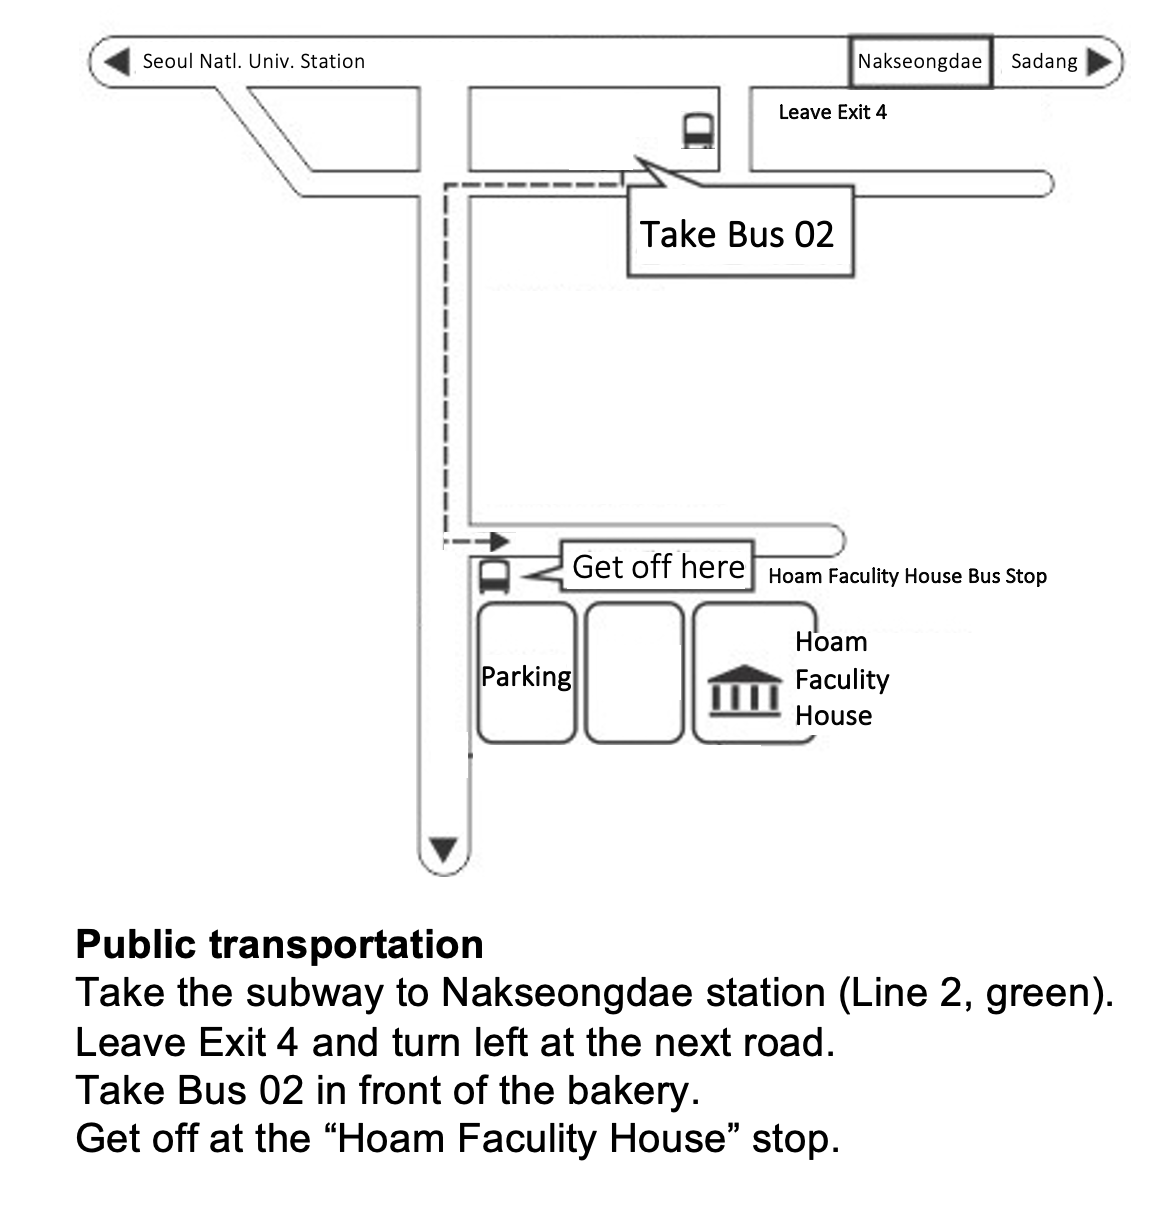 Seoul Natl. Univ. Station
Nakseongdae
Sadang
Leave Exit 4
Take Bus 02
Get off here
Hoam Faculity House Bus Stop
Parking
Hoam
Faculity
House
Public transportation
Take the subway to Nakseongdae station (Line 2, green).
Leave Exit 4 and turn left at the next road.
Take Bus 02 in front of the bakery.
Get off at the “Hoam Faculity House” stop.